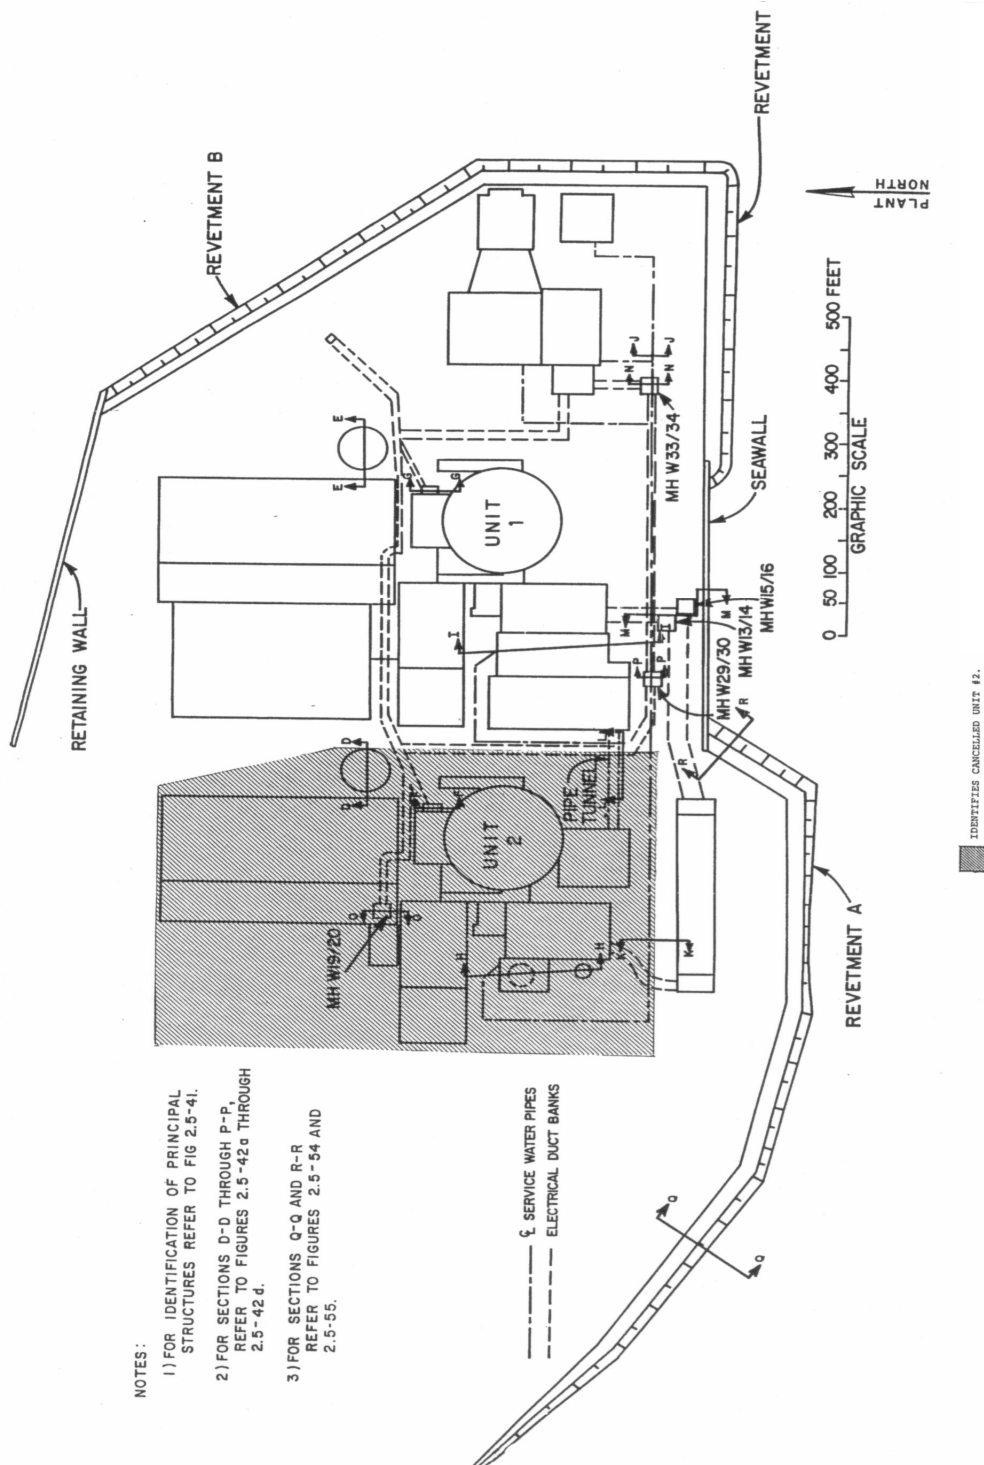 NOTES:
1) FOR IDENTIFICATION OF PRINCIPAL
STRUCTURES REFER TO FIG 2.5-41.
2) FOR SECTIONS D-D THROUGH P-P,
REFER TO FIGURES 2.5-42a THROUGH
2.5-42d.
3) FOR SECTIONS Q-Q AND R-R
REFER TO FIGURES 2.5-54 AND
2.5-55.
℄ SERVICE WATER PIPES
ELECTRICAL DUCT BANKS
RETAINING WALL
REVETMENT B
REVETMENT
PLANT
NORTH
E
E
D
D
G
G
UNIT
1
UNIT
2
F
F
MH W19/20
O
O
H
H
K
K
PIPE
TUNNEL
L
L
I
I
M
M
P
P
N
N
J
J
MH W33/34
MH W29/30
MH W13/14
MH W15/16
R
R
SEAWALL
0 50 100 200 300 400 500 FEET
GRAPHIC SCALE
REVETMENT A
Q
Q
IDENTIFIES CANCELLED UNIT #2.